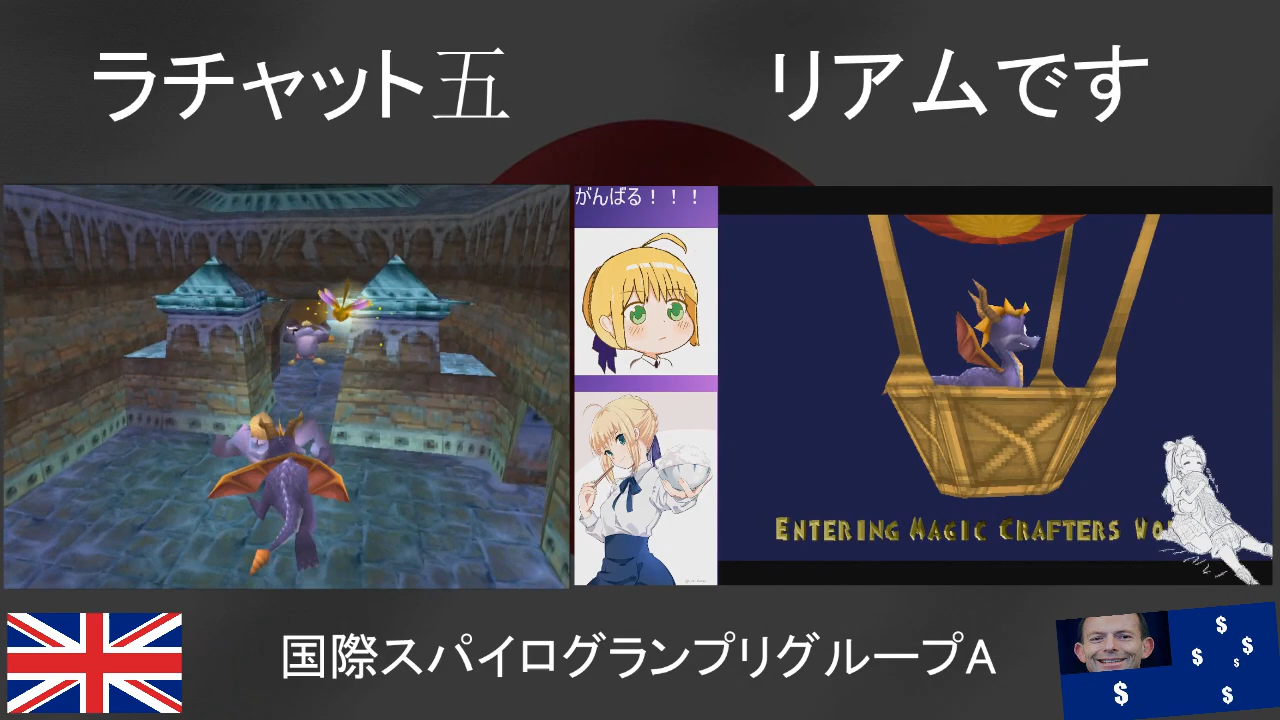 ラチャット五
リアムです
がんばる！！！
ENTERING MAGIC CRAFTERS WO
国際スパイログランプリグループA
$ $ $ $ $ $